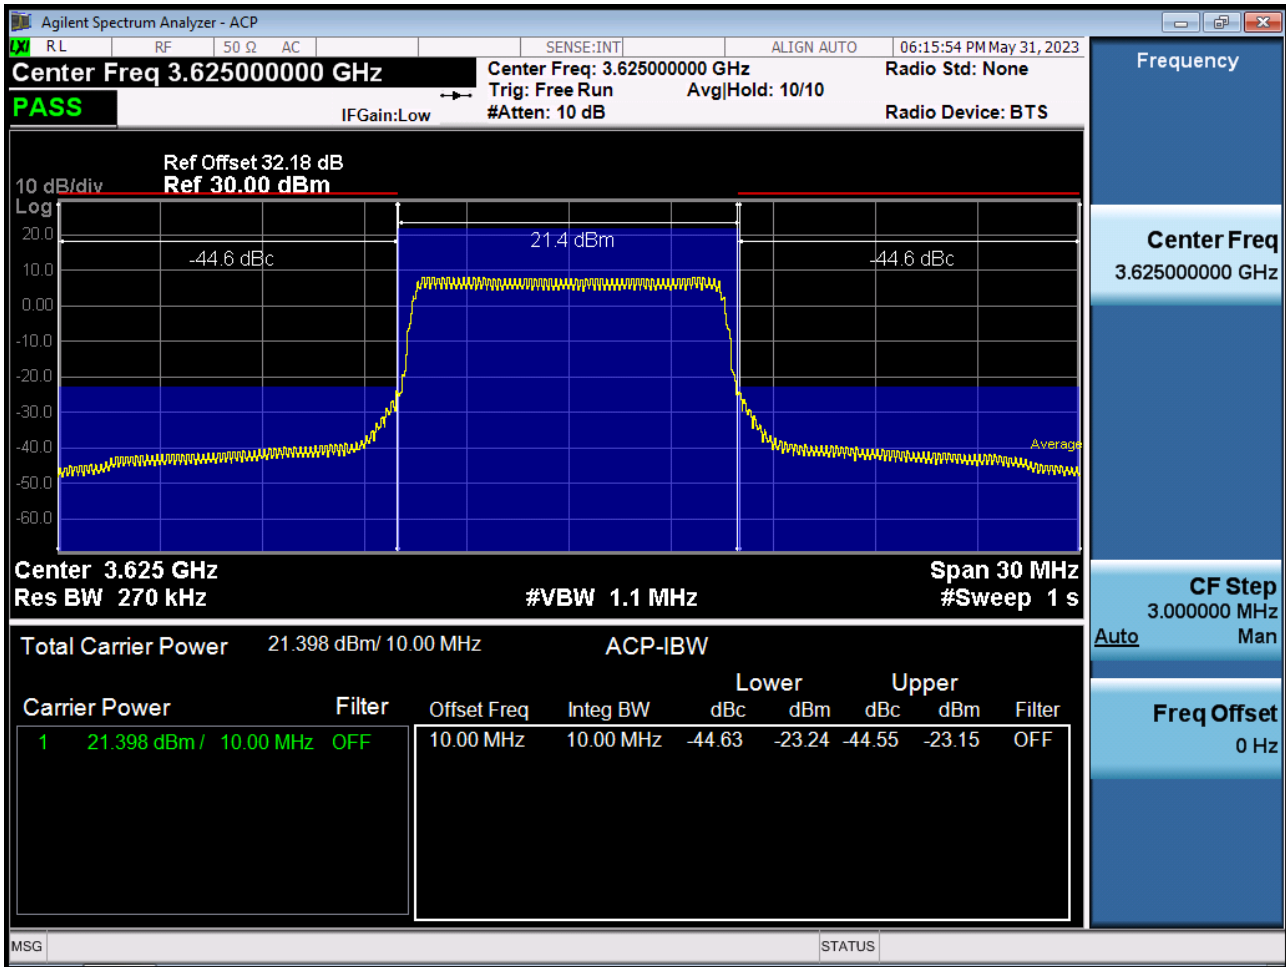 Agilent Spectrum Analyzer - ACP
LXI RL RF 50 Ω AC SENSE:INT ALIGN AUTO 06:15:54 PM May 31, 2023
Center Freq 3.625000000 GHz
PASS
IFGain:Low
Center Freq: 3.625000000 GHz
Trig: Free Run Avg|Hold: 10/10
#Atten: 10 dB
Radio Std: None
Radio Device: BTS
Ref Offset 32.18 dB
10 dB/div Ref 30.00 dBm
Log
20.0
10.0
0.00
-10.0
-20.0
-30.0
-40.0
-50.0
-60.0
-44.6 dBc
21.4 dBm
-44.6 dBc
Average
Center 3.625 GHz Span 30 MHz
Res BW 270 kHz #VBW 1.1 MHz #Sweep 1 s
Total Carrier Power 21.398 dBm/ 10.00 MHz ACP-IBW
Lower Upper
Carrier Power Filter Offset Freq Integ BW dBc dBm dBc dBm Filter
1 21.398 dBm / 10.00 MHz OFF 10.00 MHz 10.00 MHz -44.63 -23.24 -44.55 -23.15 OFF
MSG STATUS
Frequency
Center Freq
3.625000000 GHz
CF Step
3.000000 MHz
Auto Man
Freq Offset
0 Hz